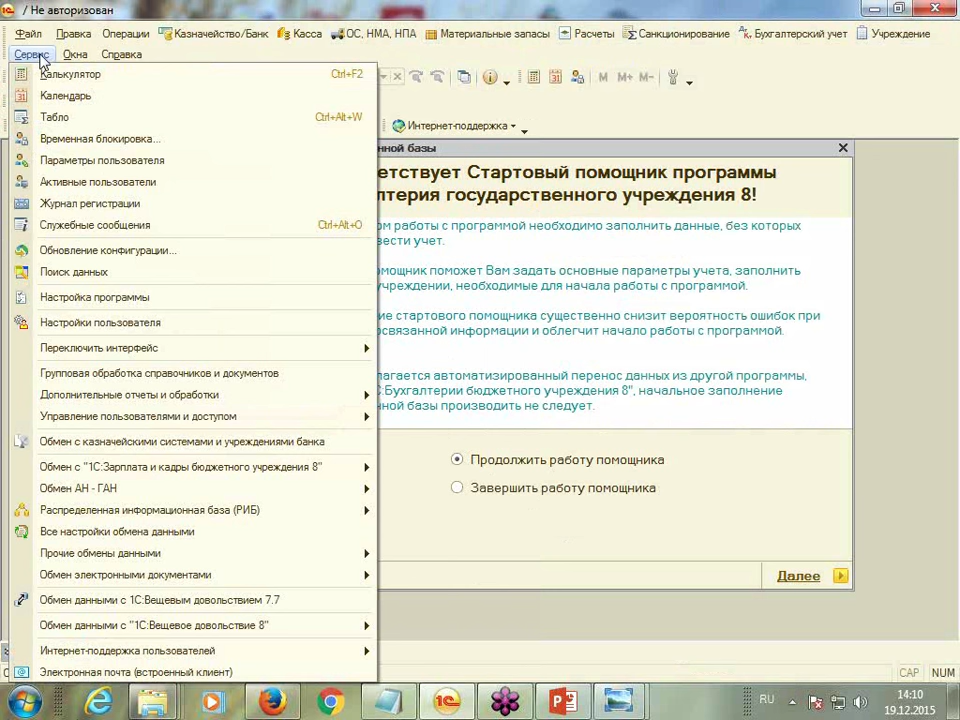 / Не авторизован
Файл Правка Операции Казначейство/Банк Касса ОС, НМА, НПА Материальные запасы Расчеты Санкционирование Бухгалтерский учет Учреждение
Сервис Окна Справка
Калькулятор Ctrl+F2
M M+ M−
Календарь
Табло Ctrl+Alt+W
Интернет-поддержка
Временная блокировка...
нной базы
Параметры пользователя
етствует Стартовый помощник программы
Активные пользователи
алтерия государственного учреждения 8!
Журнал регистрации
Служебные сообщения Ctrl+Alt+O
ом работы с программой необходимо заполнить данные, без которых
вести учет.
Обновление конфигурации...
Поиск данных
омощник поможет Вам задать основные параметры учета, заполнить
учреждении, необходимые для начала работы с программой.
Настройка программы
ие стартового помощника существенно снизит вероятность ошибок при
Настройки пользователя
освязанной информации и облегчит начало работы с программой.
Переключить интерфейс
Групповая обработка справочников и документов
лагается автоматизированный перенос данных из другой программы,
Дополнительные отчеты и обработки
С:Бухгалтерии бюджетного учреждения 8", начальное заполнение
нной базы производить не следует.
Управление пользователями и доступом
Обмен с казначейскими системами и учреждениями банка
Продолжить работу помощника
Обмен с "1С:Зарплата и кадры бюджетного учреждения 8"
Обмен АН - ГАН
Завершить работу помощника
Распределенная информационная база (РИБ)
Все настройки обмена данными
Прочие обмены данными
Обмен электронными документами
Далее
Обмен данными с 1С:Вещевым довольствием 7.7
Обмен данными с "1С:Вещевое довольствие 8"
Интернет-поддержка пользователей
Электронная почта (встроенный клиент)
CAP NUM
RU
14:10
19.12.2015